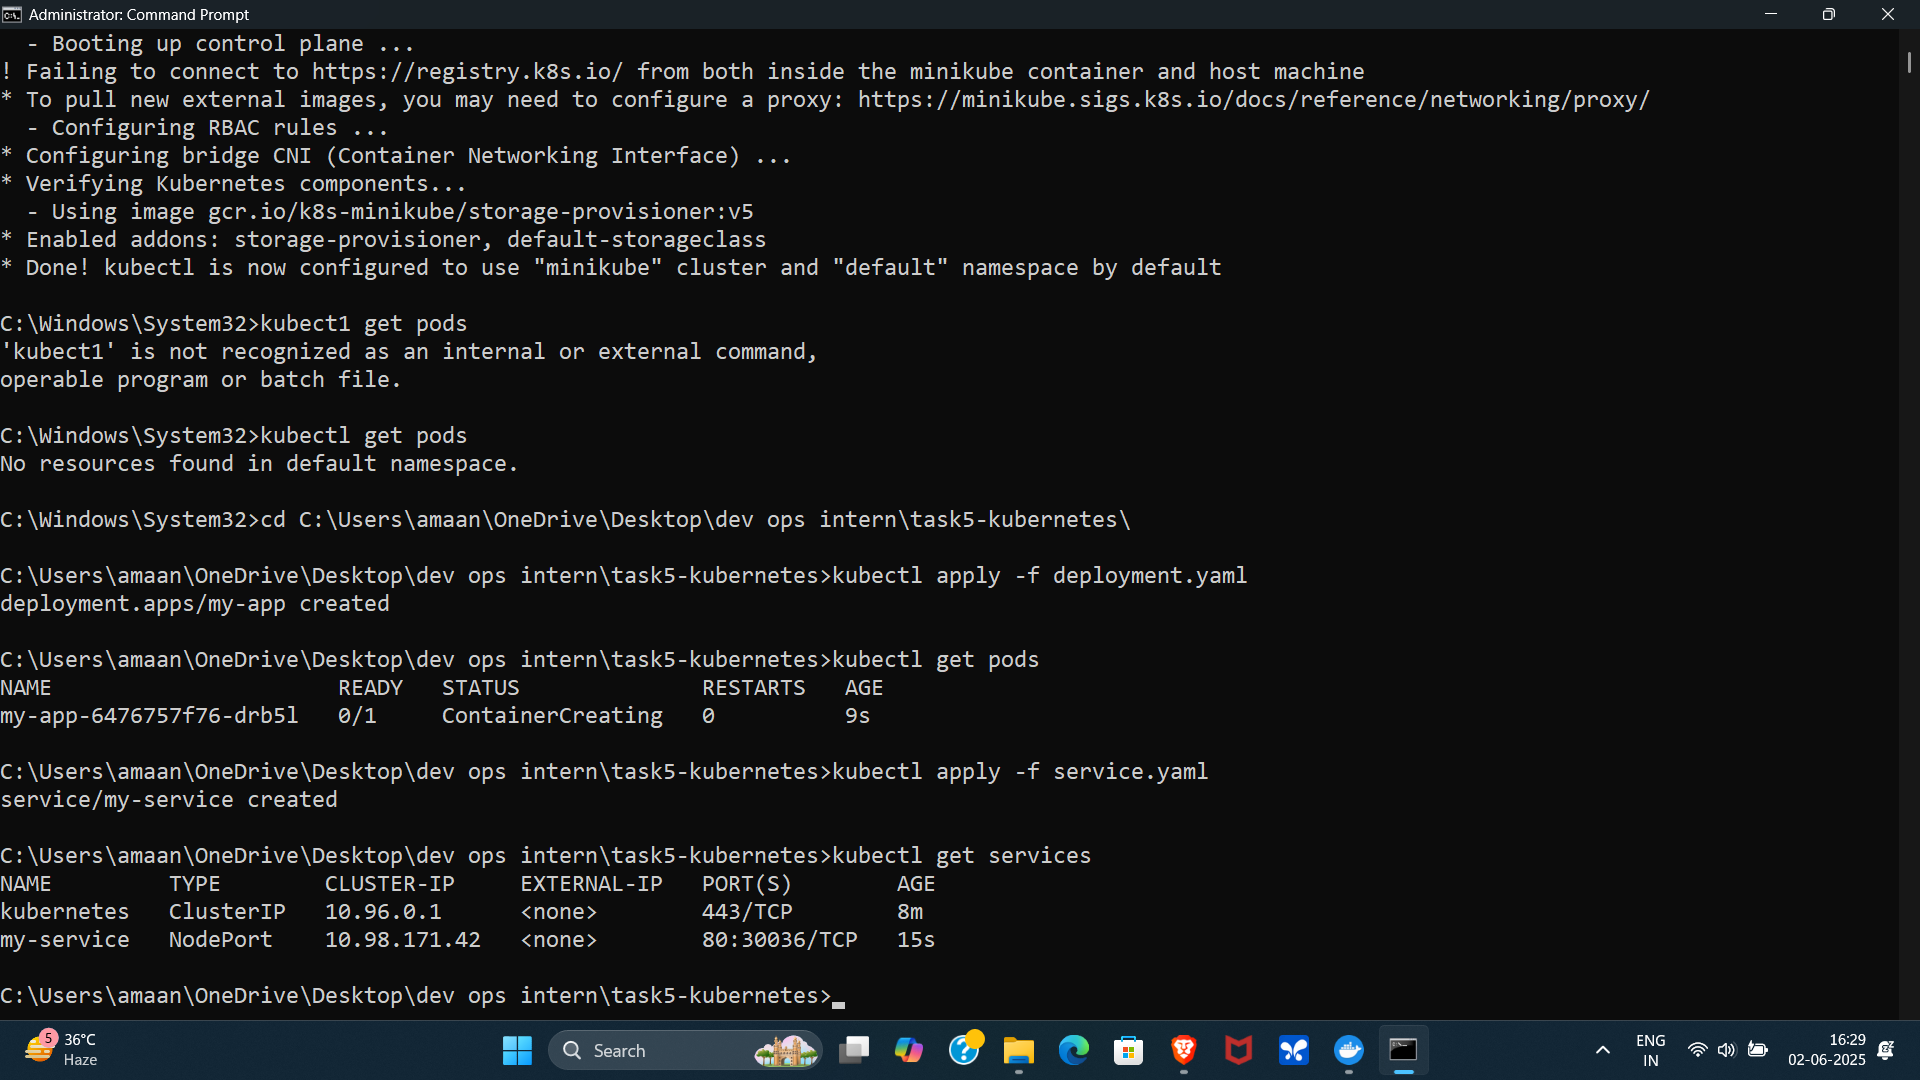 Administrator: Command Prompt
  - Booting up control plane ...
! Failing to connect to https://registry.k8s.io/ from both inside the minikube container and host machine
* To pull new external images, you may need to configure a proxy: https://minikube.sigs.k8s.io/docs/reference/networking/proxy/
  - Configuring RBAC rules ...
* Configuring bridge CNI (Container Networking Interface) ...
* Verifying Kubernetes components...
  - Using image gcr.io/k8s-minikube/storage-provisioner:v5
* Enabled addons: storage-provisioner, default-storageclass
* Done! kubectl is now configured to use "minikube" cluster and "default" namespace by default
C:\Windows\System32>kubect1 get pods
'kubect1' is not recognized as an internal or external command,
operable program or batch file.
C:\Windows\System32>kubectl get pods
No resources found in default namespace.
C:\Windows\System32>cd C:\Users\amaan\OneDrive\Desktop\dev ops intern\task5-kubernetes\
C:\Users\amaan\OneDrive\Desktop\dev ops intern\task5-kubernetes>kubectl apply -f deployment.yaml
deployment.apps/my-app created
C:\Users\amaan\OneDrive\Desktop\dev ops intern\task5-kubernetes>kubectl get pods
NAME                      READY   STATUS              RESTARTS   AGE
my-app-6476757f76-drb5l   0/1     ContainerCreating   0          9s
C:\Users\amaan\OneDrive\Desktop\dev ops intern\task5-kubernetes>kubectl apply -f service.yaml
service/my-service created
C:\Users\amaan\OneDrive\Desktop\dev ops intern\task5-kubernetes>kubectl get services
NAME         TYPE        CLUSTER-IP     EXTERNAL-IP   PORT(S)        AGE
kubernetes   ClusterIP   10.96.0.1      <none>        443/TCP        8m
my-service   NodePort    10.98.171.42   <none>        80:30036/TCP   15s
C:\Users\amaan\OneDrive\Desktop\dev ops intern\task5-kubernetes>
5
36°C
Haze
Search
ENG
IN
16:29
02-06-2025